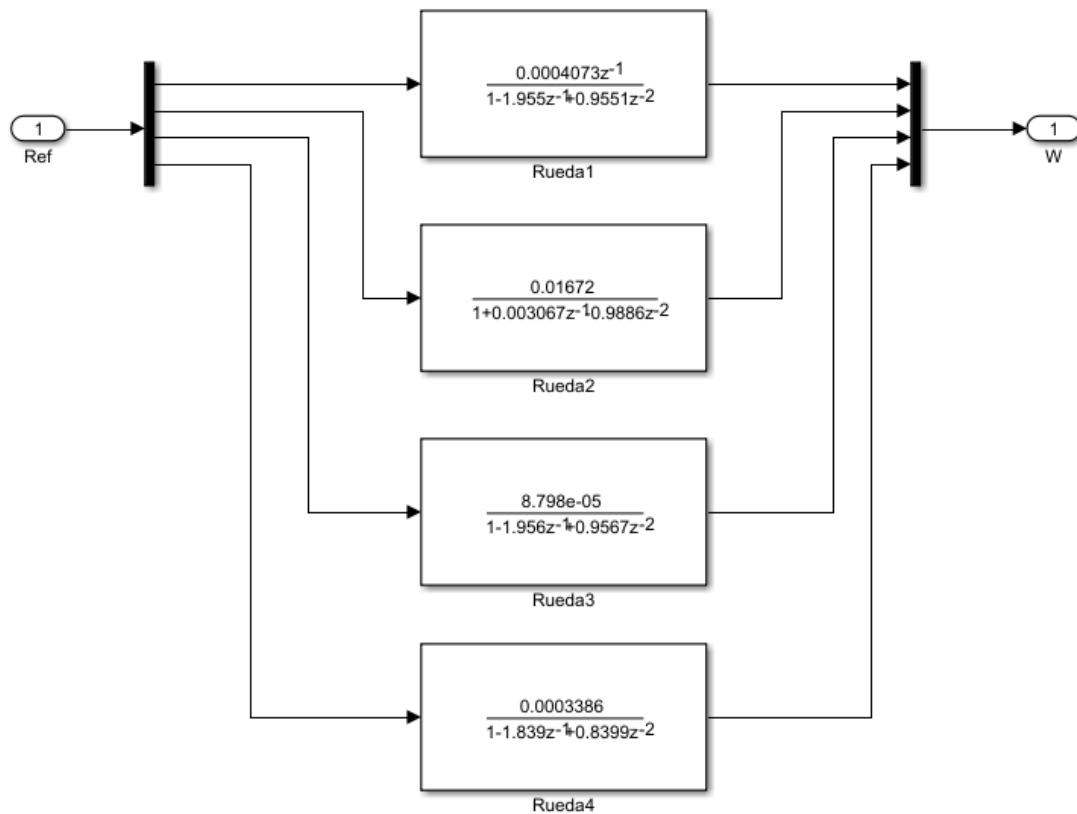 1
Ref
0.0004073z-1
1-1.955z-1+0.9551z-2
Rueda1
1
W
0.01672
1+0.003067z-1-0.9886z-2
Rueda2
8.798e-05
1-1.956z-1+0.9567z-2
Rueda3
0.0003386
1-1.839z-1+0.8399z-2
Rueda4